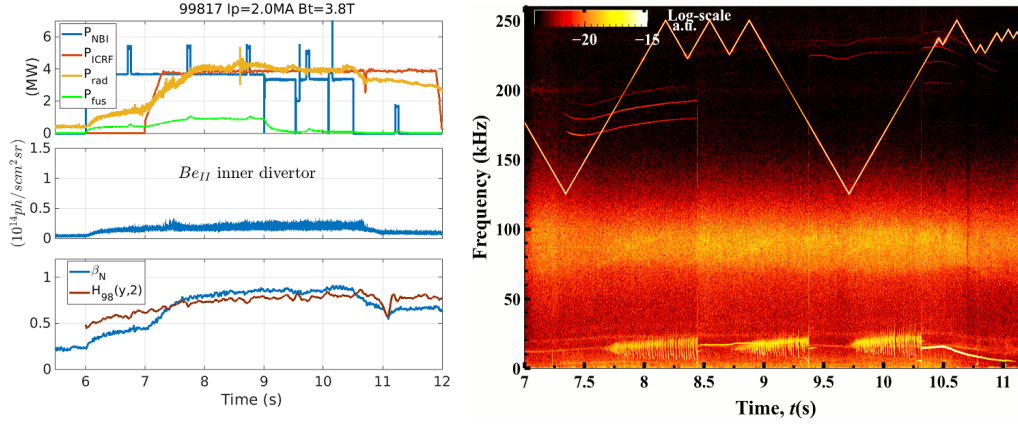 99817 Ip=2.0MA Bt=3.8T
P_NBI
P_ICRF
P_rad
P_fus
(MW)
6
4
2
0
1.5
1
0.5
0
(10^14 ph/scm^2 sr)
Be_II inner divertor
β_N
H_98(y,2)
1
0.5
0
6 7 8 9 10 11 12
Time (s)
Log-scale
a.u.
−20 −15
Frequency (kHz)
250
200
150
100
50
0
7 7.5 8 8.5 9 9.5 10 10.5 11
Time, t(s)